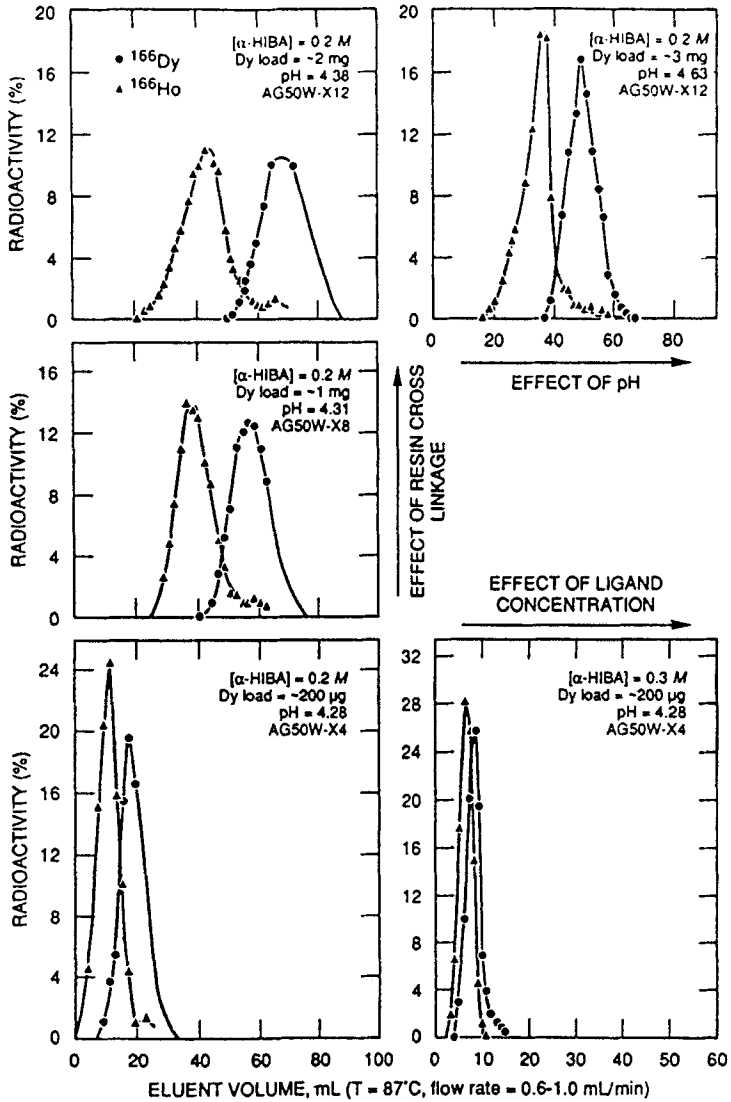 20
16
12
8
4
0
RADIOACTIVITY (%)
● ¹⁶⁶Dy
▲ ¹⁶⁶Ho
[α-HIBA] = 0.2 M
Dy load = ~2 mg
pH = 4.38
AG50W-X12
20
16
12
8
4
0
[α-HIBA] = 0.2 M
Dy load = ~3 mg
pH = 4.63
AG50W-X12
0 20 40 60 80
EFFECT OF pH
16
12
8
4
0
RADIOACTIVITY (%)
[α-HIBA] = 0.2 M
Dy load = ~1 mg
pH = 4.31
AG50W-X8
EFFECT OF RESIN CROSS
LINKAGE
EFFECT OF LIGAND
CONCENTRATION
24
20
16
12
8
4
0
RADIOACTIVITY (%)
[α-HIBA] = 0.2 M
Dy load = ~200 µg
pH = 4.28
AG50W-X4
0 20 40 60 80 100
32
28
24
20
16
12
8
4
0
[α-HIBA] = 0.3 M
Dy load = ~200 µg
pH = 4.28
AG50W-X4
0 10 20 30 40 50 60
ELUENT VOLUME, mL (T = 87°C, flow rate = 0.6-1.0 mL/min)